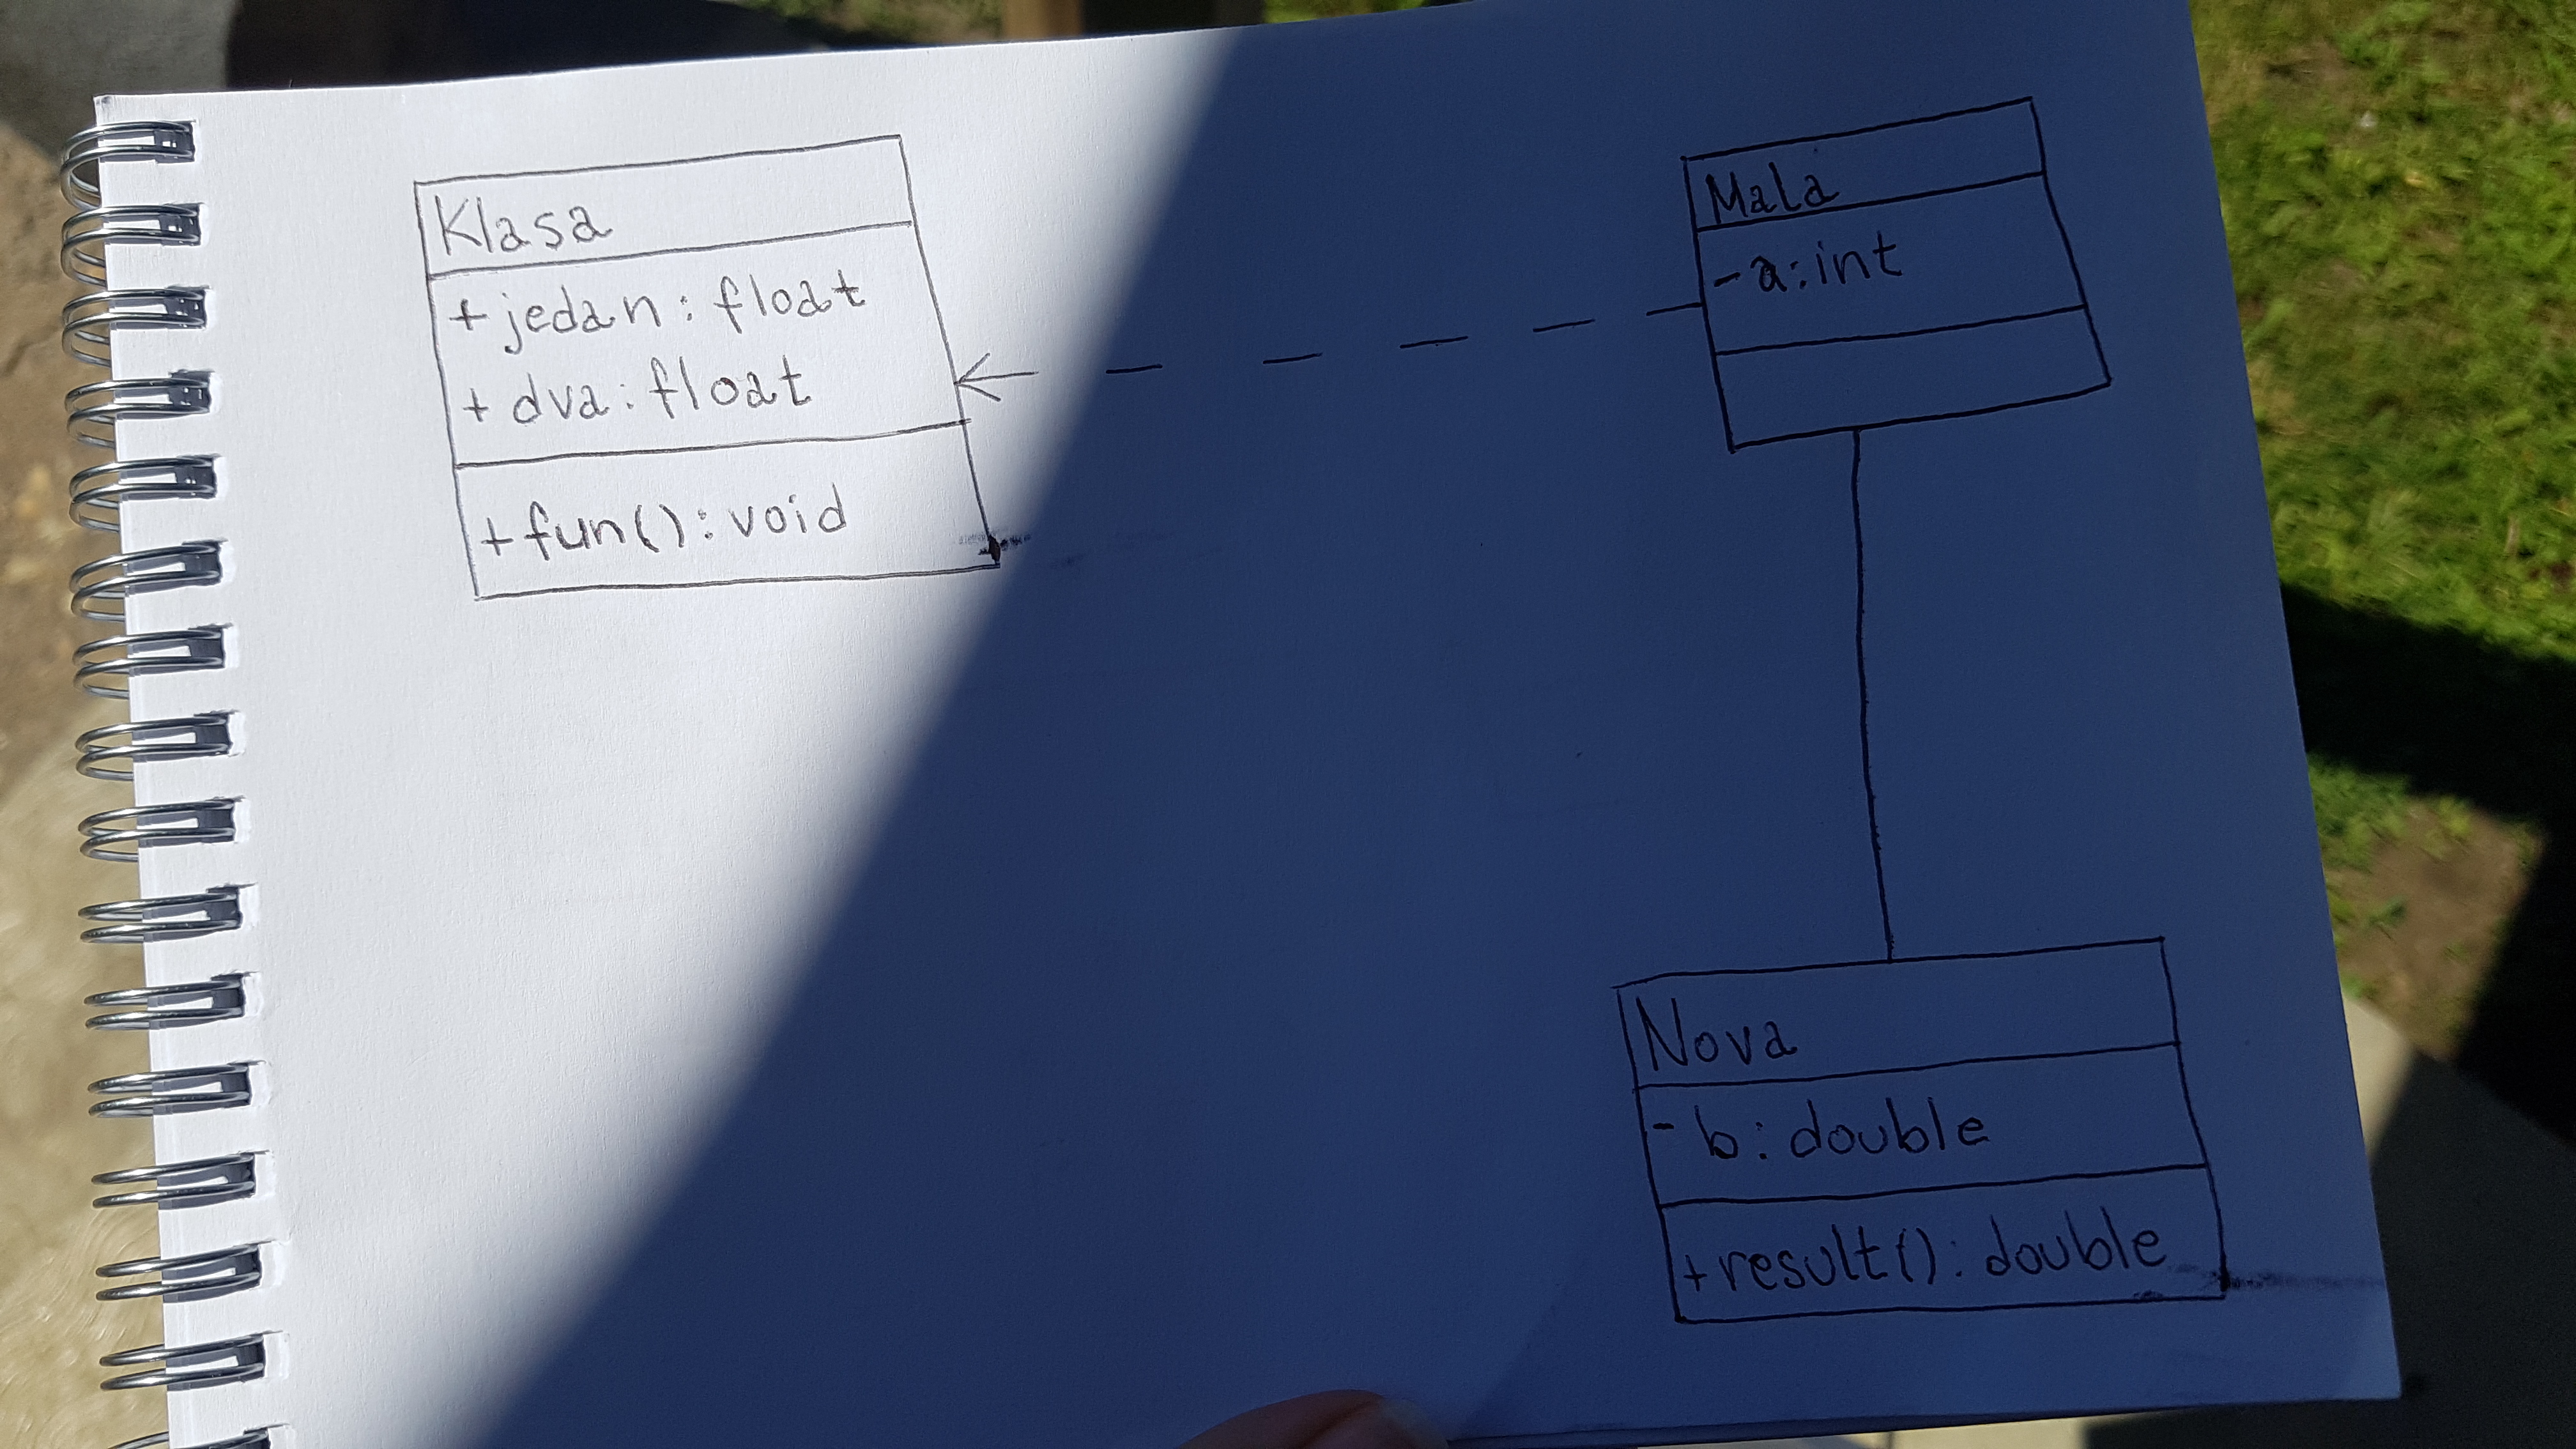 Klasa
+ jedan : float
+ dva : float
+ fun() : void
Mala
- a : int
Nova
- b : double
+ result() : double